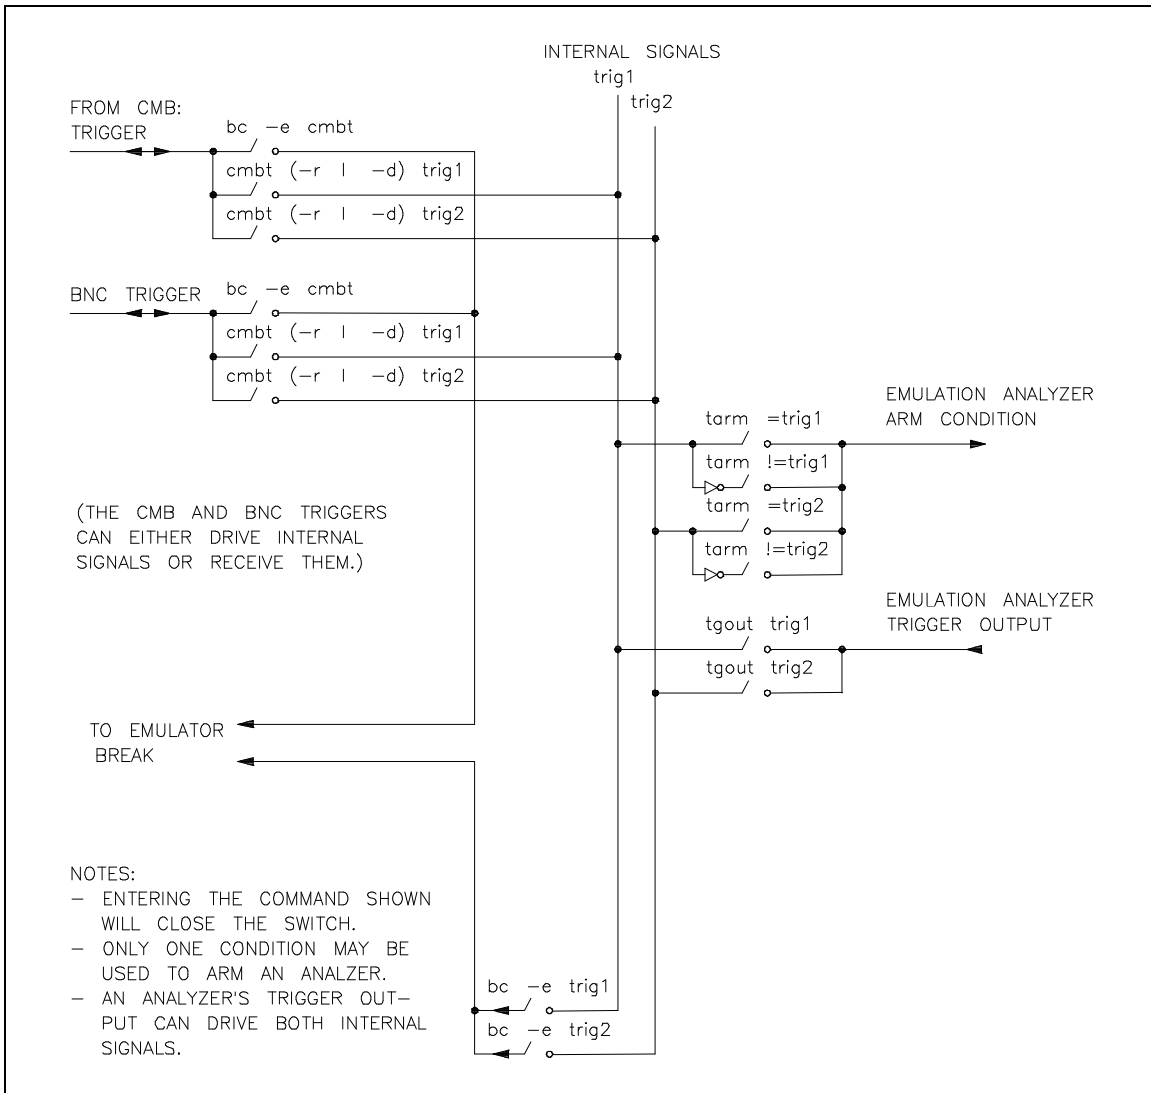 INTERNAL SIGNALS
trig1
trig2
FROM CMB:
TRIGGER
bc -e cmbt
cmbt (-r | -d) trig1
cmbt (-r | -d) trig2
BNC TRIGGER
bc -e cmbt
cmbt (-r | -d) trig1
cmbt (-r | -d) trig2
EMULATION ANALYZER
ARM CONDITION
tarm =trig1
tarm !=trig1
tarm =trig2
tarm !=trig2
(THE CMB AND BNC TRIGGERS
CAN EITHER DRIVE INTERNAL
SIGNALS OR RECEIVE THEM.)
EMULATION ANALYZER
TRIGGER OUTPUT
tgout trig1
tgout trig2
TO EMULATOR
BREAK
NOTES:
- ENTERING THE COMMAND SHOWN
WILL CLOSE THE SWITCH.
- ONLY ONE CONDITION MAY BE
USED TO ARM AN ANALZER.
- AN ANALYZER'S TRIGGER OUT-
PUT CAN DRIVE BOTH INTERNAL
SIGNALS.
bc -e trig1
bc -e trig2